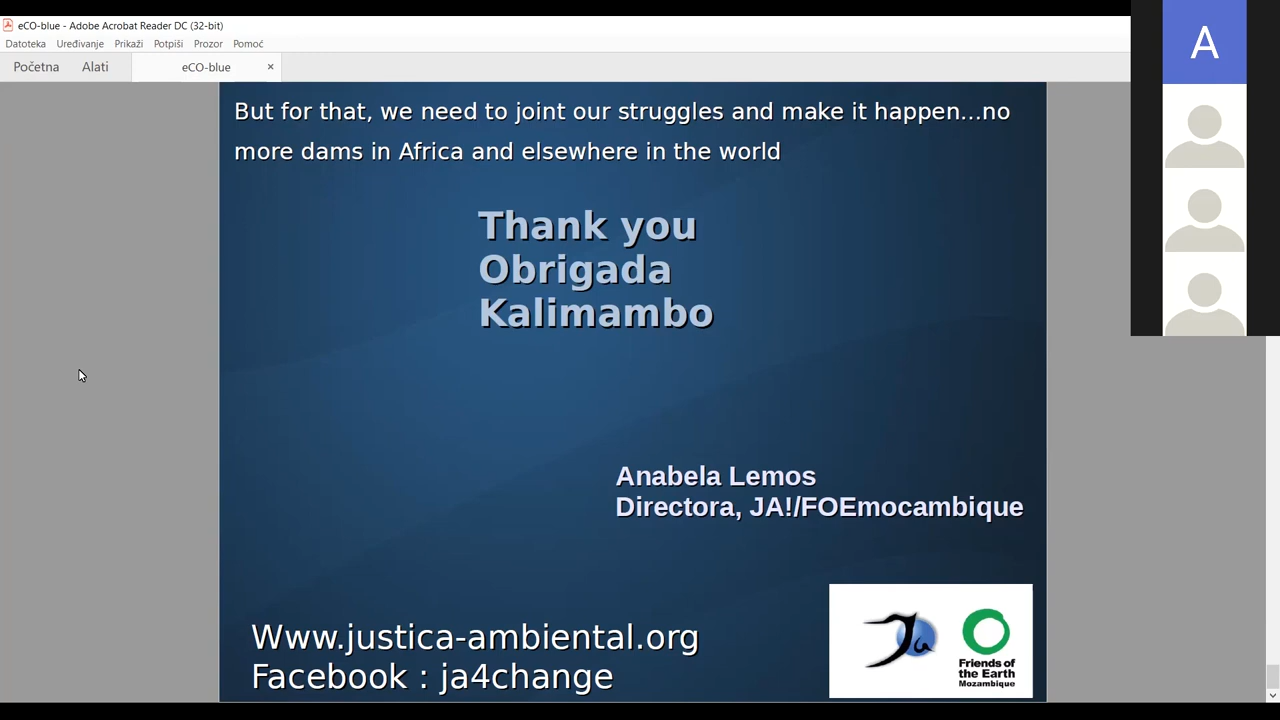 eCO-blue - Adobe Acrobat Reader DC (32-bit)
Datoteka Uređivanje Prikaži Potpiši Prozor Pomoć
Početna Alati eCO-blue ×
A
But for that, we need to joint our struggles and make it happen...no
more dams in Africa and elsewhere in the world
Thank you
Obrigada
Kalimambo
Anabela Lemos
Directora, JA!/FOEmocambique
Www.justica-ambiental.org
Facebook : ja4change
Ja
Friends of
the Earth
Mozambique